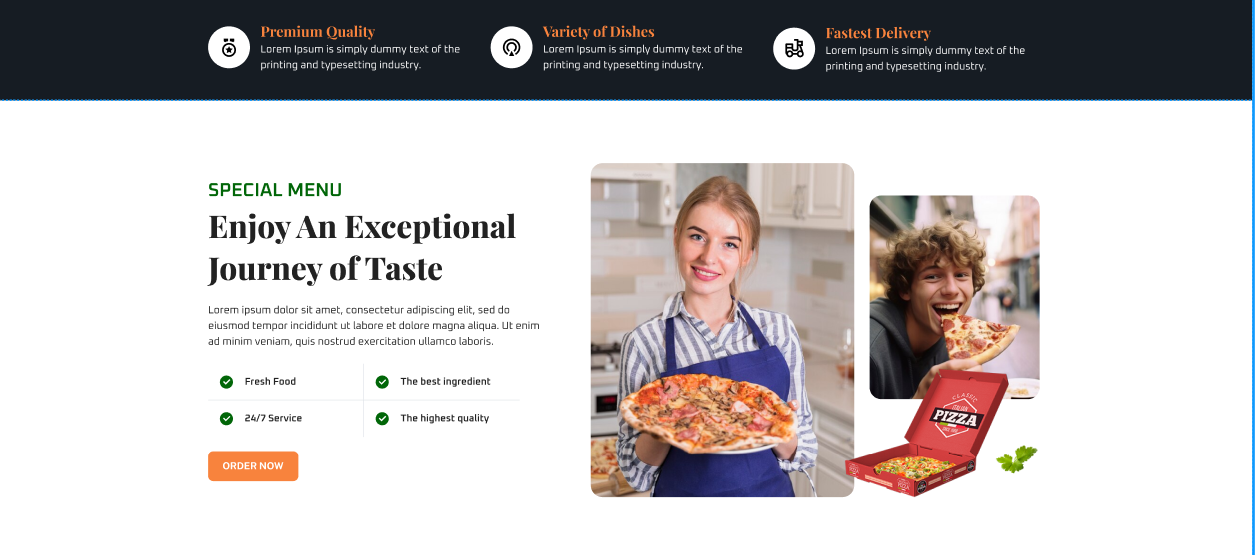 Premium Quality
Lorem Ipsum is simply dummy text of the
printing and typesetting industry.
Variety of Dishes
Lorem Ipsum is simply dummy text of the
printing and typesetting industry.
Fastest Delivery
Lorem Ipsum is simply dummy text of the
printing and typesetting industry.
SPECIAL MENU
Enjoy An Exceptional
Journey of Taste
Lorem ipsum dolor sit amet, consectetur adipiscing elit, sed do
eiusmod tempor incididunt ut labore et dolore magna aliqua. Ut enim
ad minim veniam, quis nostrud exercitation ullamco laboris.
Fresh Food
The best ingredient
24/7 Service
The highest quality
ORDER NOW
CLASSIC
ITALIAN
PIZZA